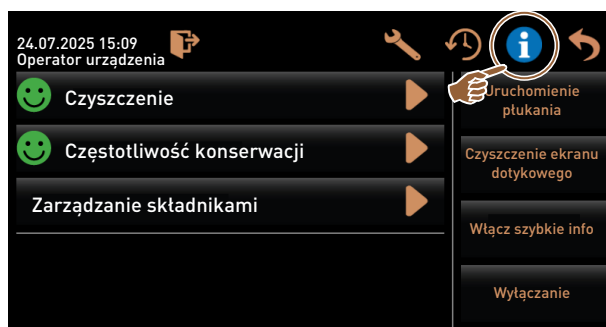 24.07.2025 15:09
Operator urządzenia
Czyszczenie
Częstotliwość konserwacji
Zarządzanie składnikami
i
Uruchomienie
płukania
Czyszczenie ekranu
dotykowego
Włącz szybkie info
Wyłączanie